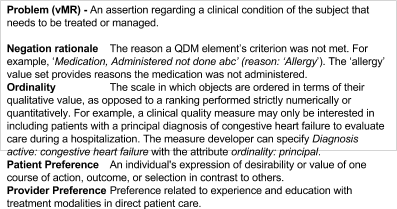 Problem (vMR) - An assertion regarding a clinical condition of the subject that
needs to be treated or managed.
Negation rationale The reason a QDM element's criterion was not met. For
example, 'Medication, Administered not done abc' (reason: 'Allergy'). The 'allergy'
value set provides reasons the medication was not administered.
Ordinality The scale in which objects are ordered in terms of their
qualitative value, as opposed to a ranking performed strictly numerically or
quantitatively. For example, a clinical quality measure may only be interested in
including patients with a principal diagnosis of congestive heart failure to evaluate
care during a hospitalization. The measure developer can specify Diagnosis
active: congestive heart failure with the attribute ordinality: principal.
Patient Preference An individual's expression of desirability or value of one
course of action, outcome, or selection in contrast to others.
Provider Preference Preference related to experience and education with
treatment modalities in direct patient care.